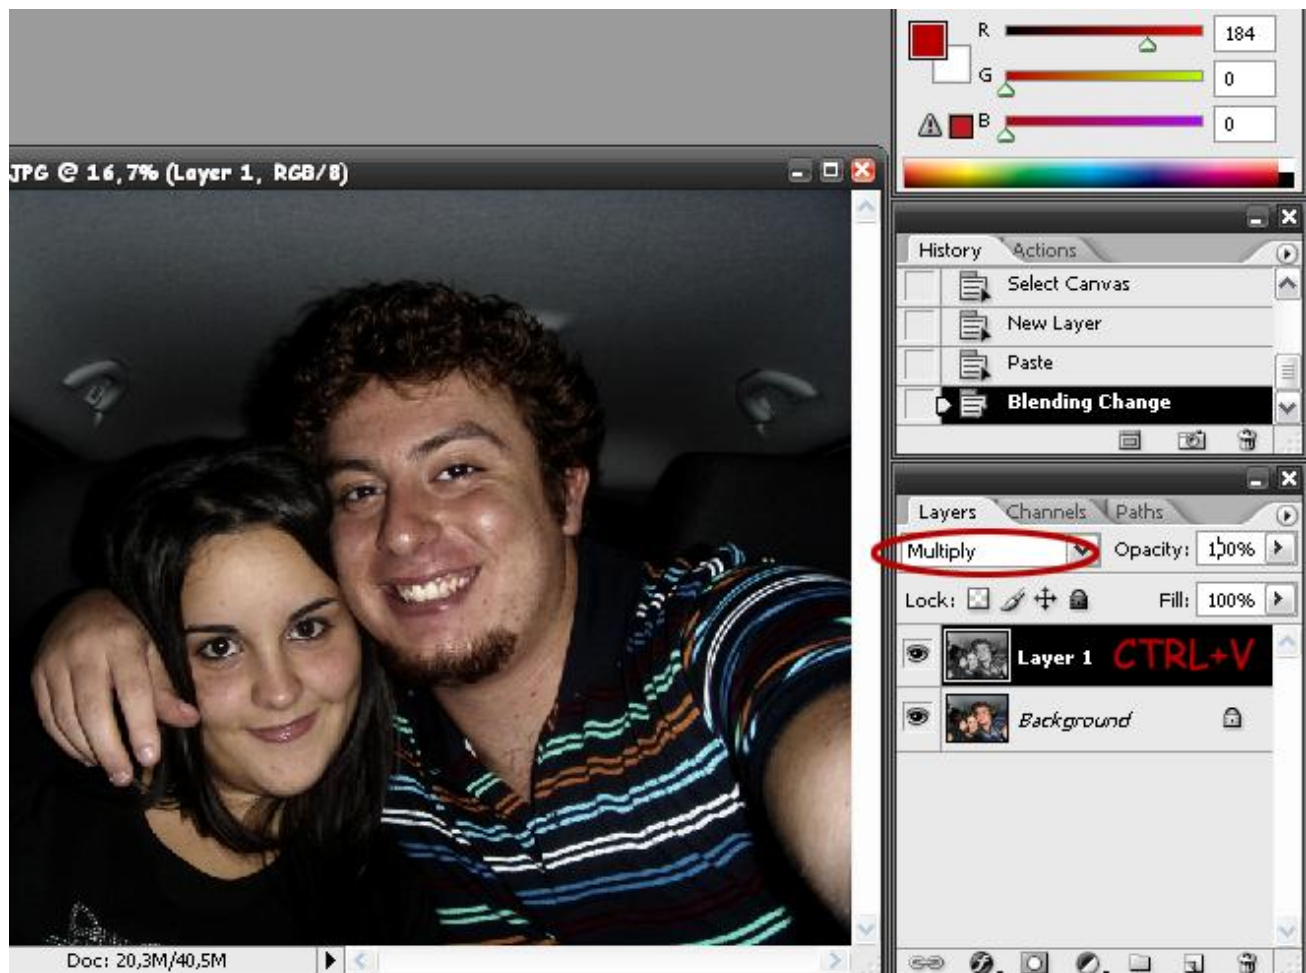 R 184
G 0
B 0
JPG @ 16,7% (Layer 1, RGB/8)
History Actions
Select Canvas
New Layer
Paste
Blending Change
Layers Channels Paths
Multiply Opacity: 100%
Lock: Fill: 100%
Layer 1 CTRL+V
Background
Doc: 20,3M/40,5M